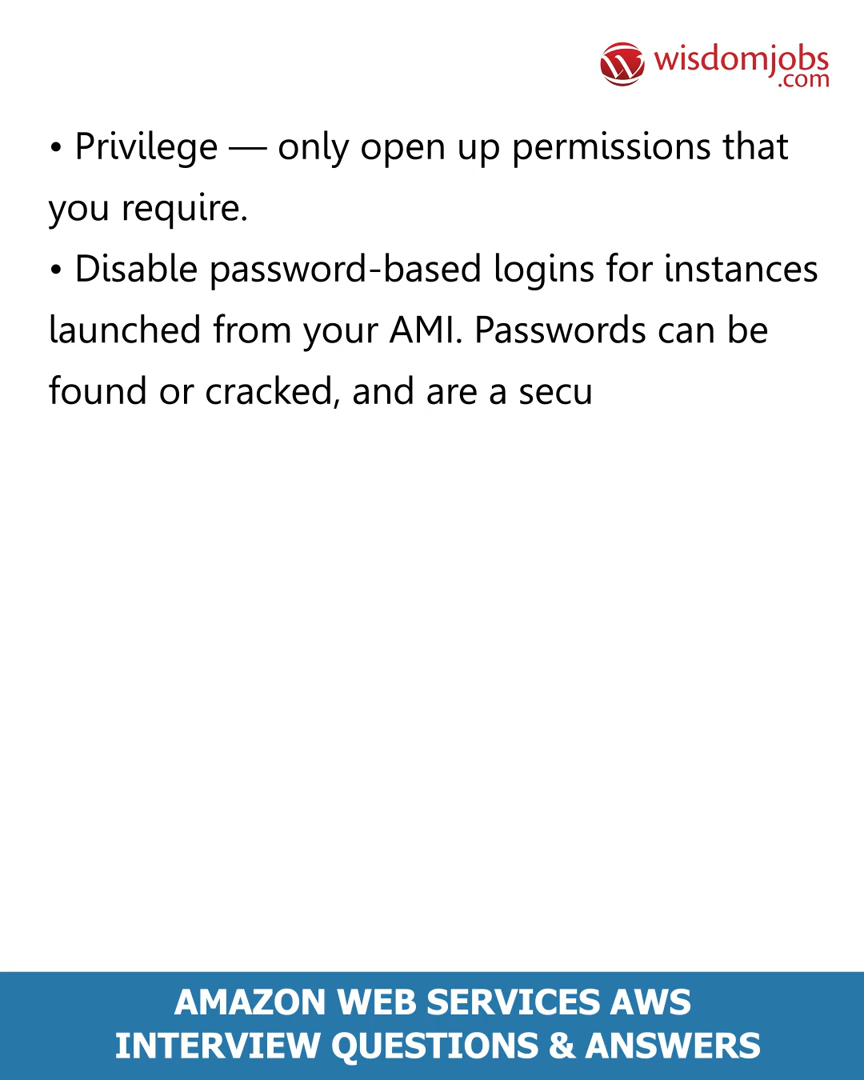 wisdomjobs
.com
• Privilege — only open up permissions that
you require.
• Disable password-based logins for instances
launched from your AMI. Passwords can be
found or cracked, and are a secu
AMAZON WEB SERVICES AWS
INTERVIEW QUESTIONS & ANSWERS